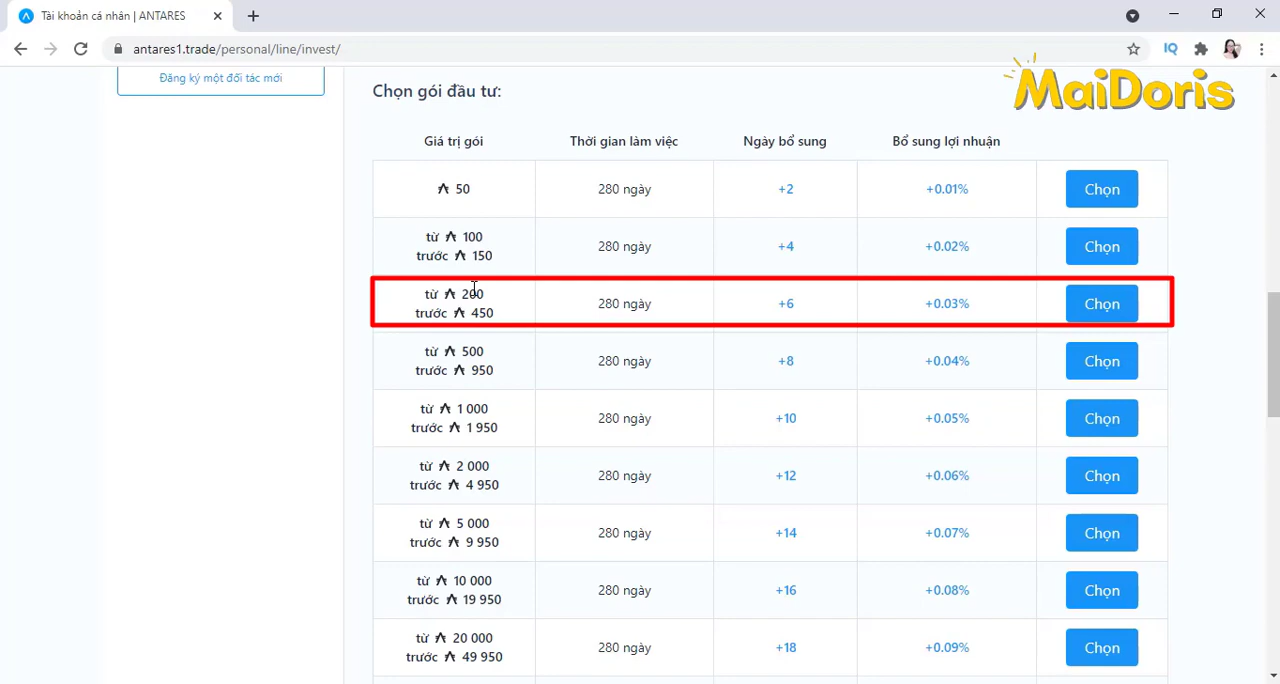 Tài khoản cá nhân | ANTARES
antares1.trade/personal/line/invest/
IQ
MaiDoris
Đăng ký một đối tác mới
Chọn gói đầu tư:
Giá trị gói Thời gian làm việc Ngày bổ sung Bổ sung lợi nhuận
50 280 ngày +2 +0.01% Chọn
từ 100
trước 150
280 ngày +4 +0.02% Chọn
từ 200
trước 450
280 ngày +6 +0.03% Chọn
từ 500
trước 950
280 ngày +8 +0.04% Chọn
từ 1 000
trước 1 950
280 ngày +10 +0.05% Chọn
từ 2 000
trước 4 950
280 ngày +12 +0.06% Chọn
từ 5 000
trước 9 950
280 ngày +14 +0.07% Chọn
từ 10 000
trước 19 950
280 ngày +16 +0.08% Chọn
từ 20 000
trước 49 950
280 ngày +18 +0.09% Chọn